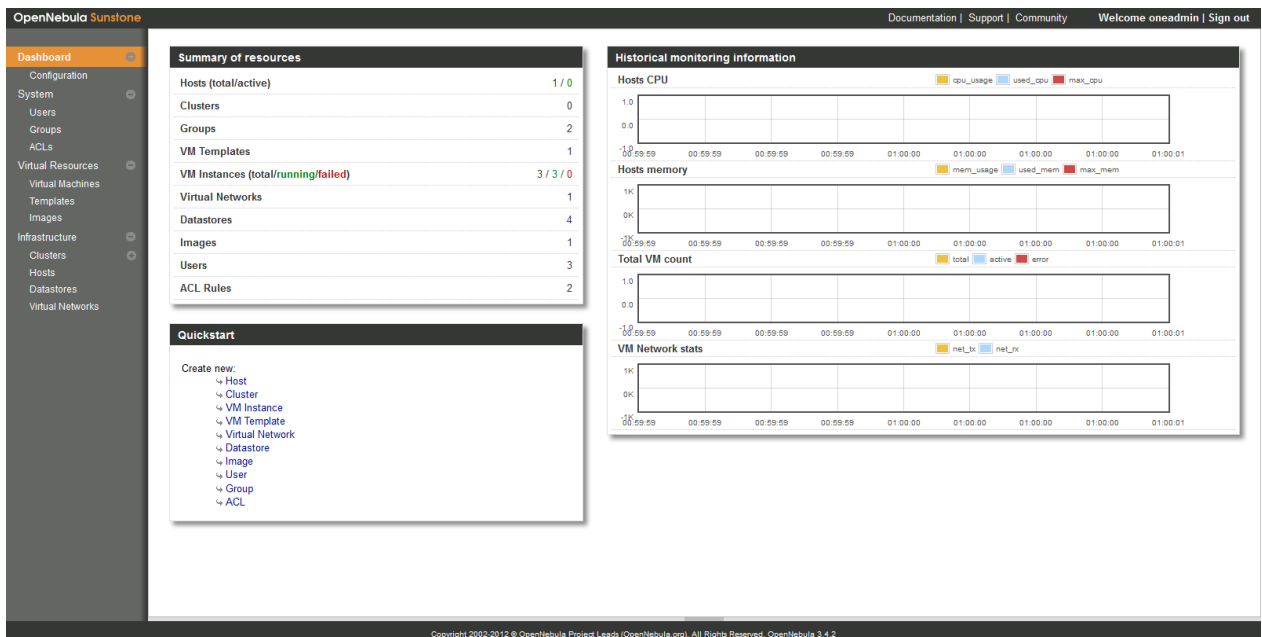 OpenNebula Sunstone
Documentation | Support | Community Welcome oneadmin | Sign out
Dashboard
Configuration
System
Users
Groups
ACLs
Virtual Resources
Virtual Machines
Templates
Images
Infrastructure
Clusters
Hosts
Datastores
Virtual Networks
Summary of resources
Hosts (total/active) 1 / 0
Clusters 0
Groups 2
VM Templates 1
VM Instances (total/running/failed) 3 / 3 / 0
Virtual Networks 1
Datastores 4
Images 1
Users 3
ACL Rules 2
Quickstart
Create new:
Host
Cluster
VM Instance
VM Template
Virtual Network
Datastore
Image
User
Group
ACL
Historical monitoring information
Hosts CPU cpu_usage used_cpu max_cpu
1.0
0.0
-1.0
00:59:59 00:59:59 00:59:59 00:59:59 01:00:00 01:00:00 01:00:00 01:00:00 01:00:01
Hosts memory mem_usage used_mem max_mem
1K
0K
-1K
00:59:59 00:59:59 00:59:59 00:59:59 01:00:00 01:00:00 01:00:00 01:00:00 01:00:01
Total VM count total active error
1.0
0.0
-1.0
00:59:59 00:59:59 00:59:59 00:59:59 01:00:00 01:00:00 01:00:00 01:00:00 01:00:01
VM Network stats net_tx net_rx
1K
0K
-1K
00:59:59 00:59:59 00:59:59 00:59:59 01:00:00 01:00:00 01:00:00 01:00:00 01:00:01
Copyright 2002-2012 © OpenNebula Project Leads (OpenNebula.org). All Rights Reserved. OpenNebula 3.4.2